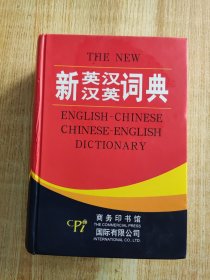 THE NEW
新英汉汉英词典
ENGLISH-CHINESE
CHINESE-ENGLISH
DICTIONARY
CPi
商务印书馆
THE COMMERCIAL PRESS
国际有限公司
INTERNATIONAL CO., LTD